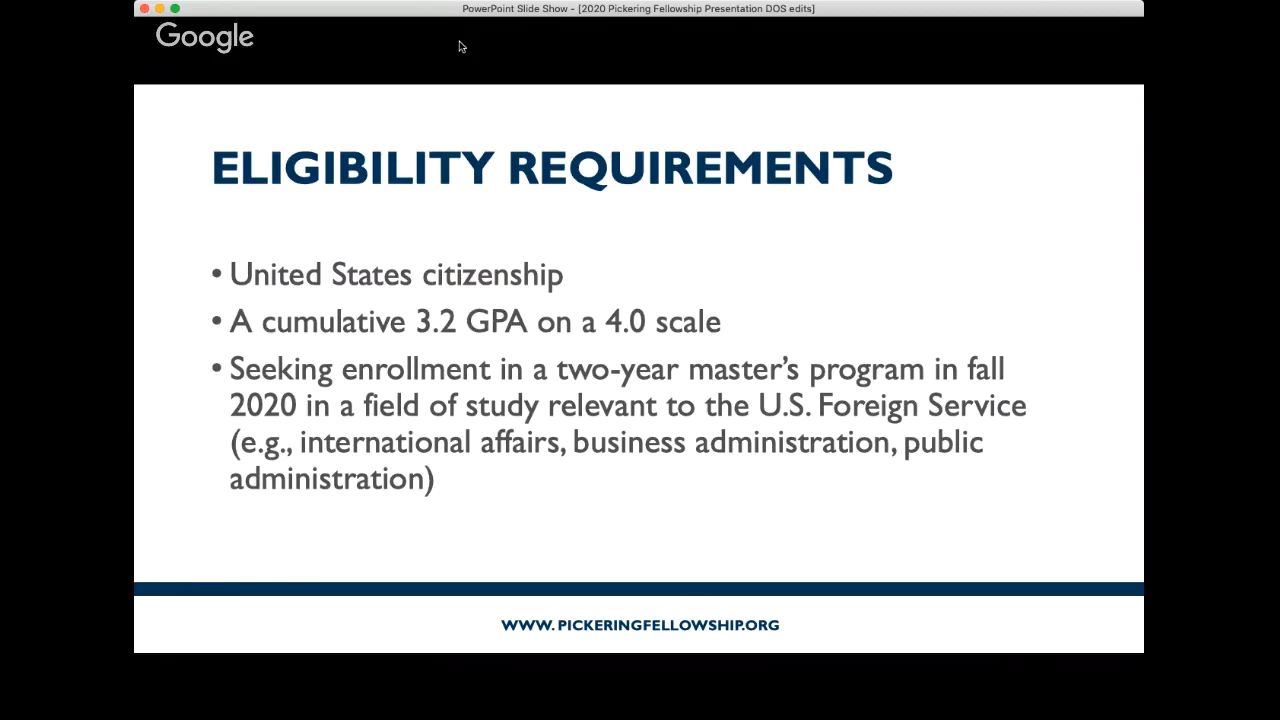 PowerPoint Slide Show - [2020 Pickering Fellowship Presentation DOS edits]
Google
ELIGIBILITY REQUIREMENTS
• United States citizenship
• A cumulative 3.2 GPA on a 4.0 scale
• Seeking enrollment in a two-year master’s program in fall
2020 in a field of study relevant to the U.S. Foreign Service
(e.g., international affairs, business administration, public
administration)
WWW.PICKERINGFELLOWSHIP.ORG